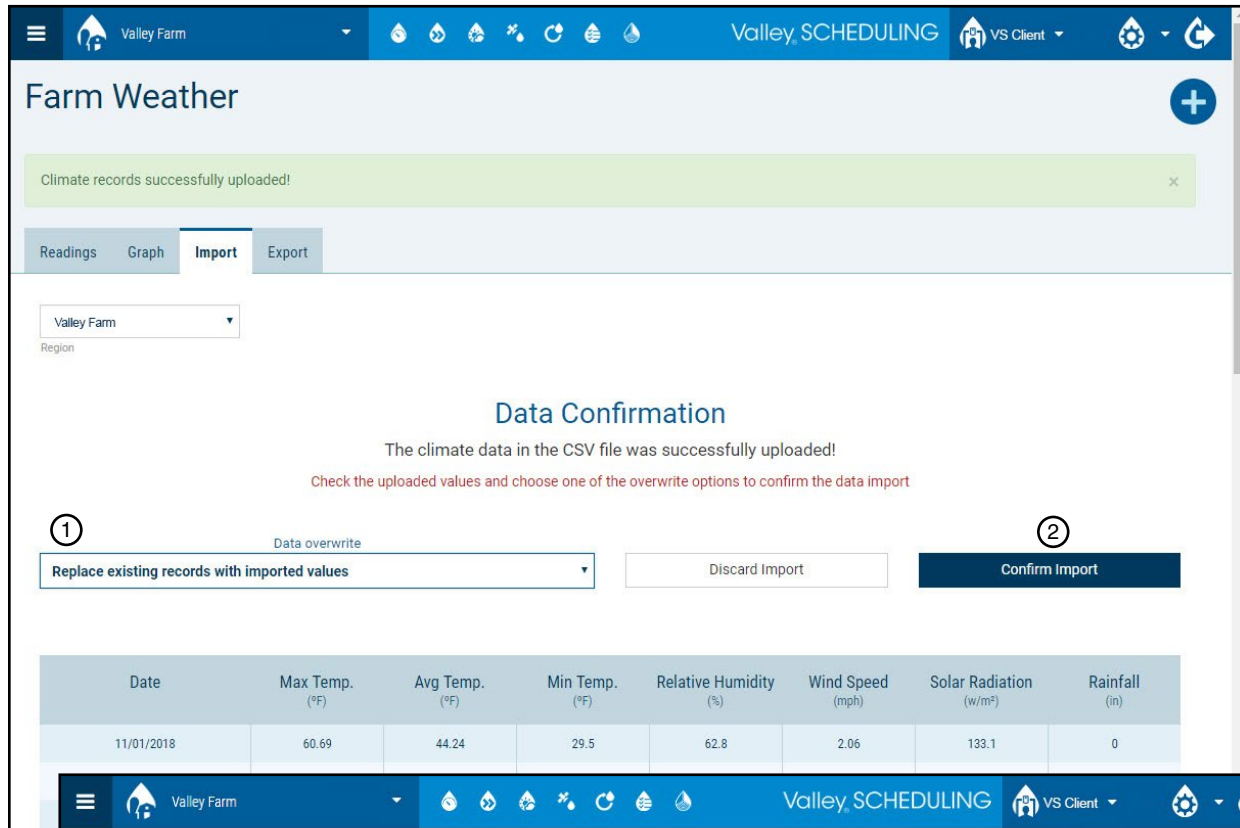 Valley Farm Valley® SCHEDULING VS Client
Farm Weather
Climate records successfully uploaded! ×
Readings Graph Import Export
Valley Farm
Region
Data Confirmation
The climate data in the CSV file was successfully uploaded!
Check the uploaded values and choose one of the overwrite options to confirm the data import
1 2
Data overwrite
Replace existing records with imported values Discard Import Confirm Import
Date Max Temp. Avg Temp. Min Temp. Relative Humidity Wind Speed Solar Radiation Rainfall
(ºF) (ºF) (ºF) (%) (mph) (w/m²) (in)
11/01/2018 60.69 44.24 29.5 62.8 2.06 133.1 0
Valley Farm Valley® SCHEDULING VS Client